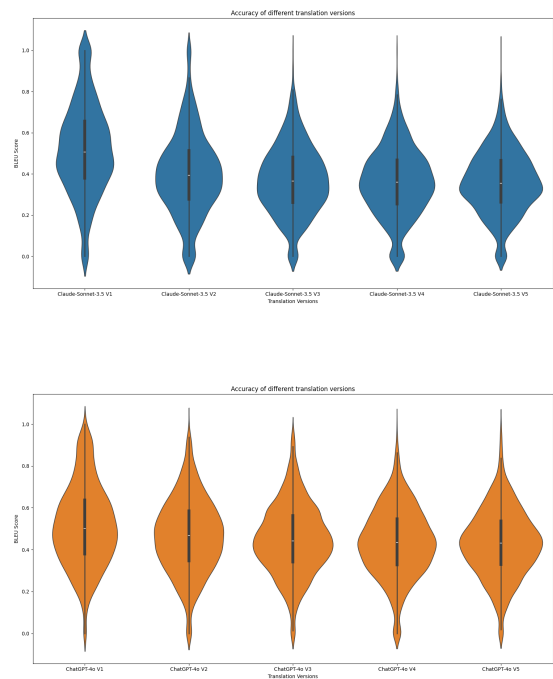 Accuracy of different translation versions
1.0
0.8
0.6
0.4
0.2
0.0
BLEU Score
Claude-Sonnet-3.5 V1 Claude-Sonnet-3.5 V2 Claude-Sonnet-3.5 V3 Claude-Sonnet-3.5 V4 Claude-Sonnet-3.5 V5
Translation Versions
Accuracy of different translation versions
1.0
0.8
0.6
0.4
0.2
0.0
BLEU Score
ChatGPT-4o V1 ChatGPT-4o V2 ChatGPT-4o V3 ChatGPT-4o V4 ChatGPT-4o V5
Translation Versions